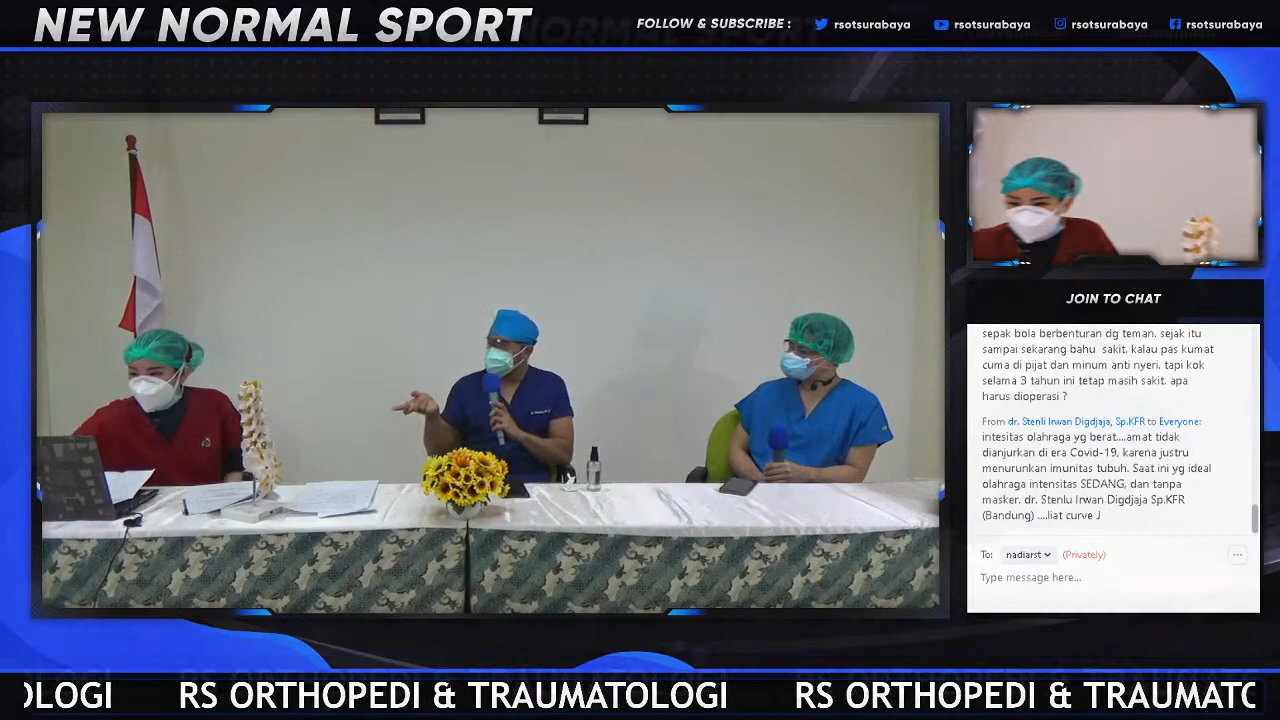 NEW NORMAL SPORT
FOLLOW & SUBSCRIBE : rsotsurabaya rsotsurabaya rsotsurabaya rsotsurabaya
JOIN TO CHAT
sepak bola berbenturan dg teman. sejak itu
sampai sekarang bahu sakit. kalau pas kumat
cuma di pijat dan minum anti nyeri. tapi kok
selama 3 tahun ini tetap masih sakit. apa
harus dioperasi ?
From dr. Stenli Irwan Digdjaja, Sp.KFR to Everyone:
intesitas olahraga yg berat....amat tidak
dianjurkan di era Covid-19, karena justru
menurunkan imunitas tubuh. Saat ini yg ideal
olahraga intensitas SEDANG, dan tanpa
masker. dr. Stenlu Irwan Digdjaja Sp.KFR
(Bandung) ....liat curve J
To: nadiarst (Privately)
Type message here...
OLOGI RS ORTHOPEDI & TRAUMATOLOGI RS ORTHOPEDI & TRAUMATO